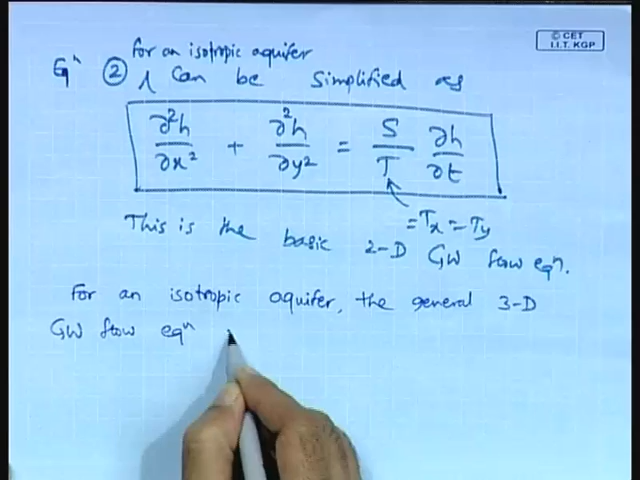 © CET
I.I.T. KGP
for an isotropic aquifer
Eqⁿ ② ʌ Can be Simplified as
∂²h/∂x² + ∂²h/∂y² = S/T ∂h/∂t
= Tx = Ty
This is the basic 2-D GW flow eqⁿ.
For an isotropic aquifer, the general 3-D
GW flow eqⁿ